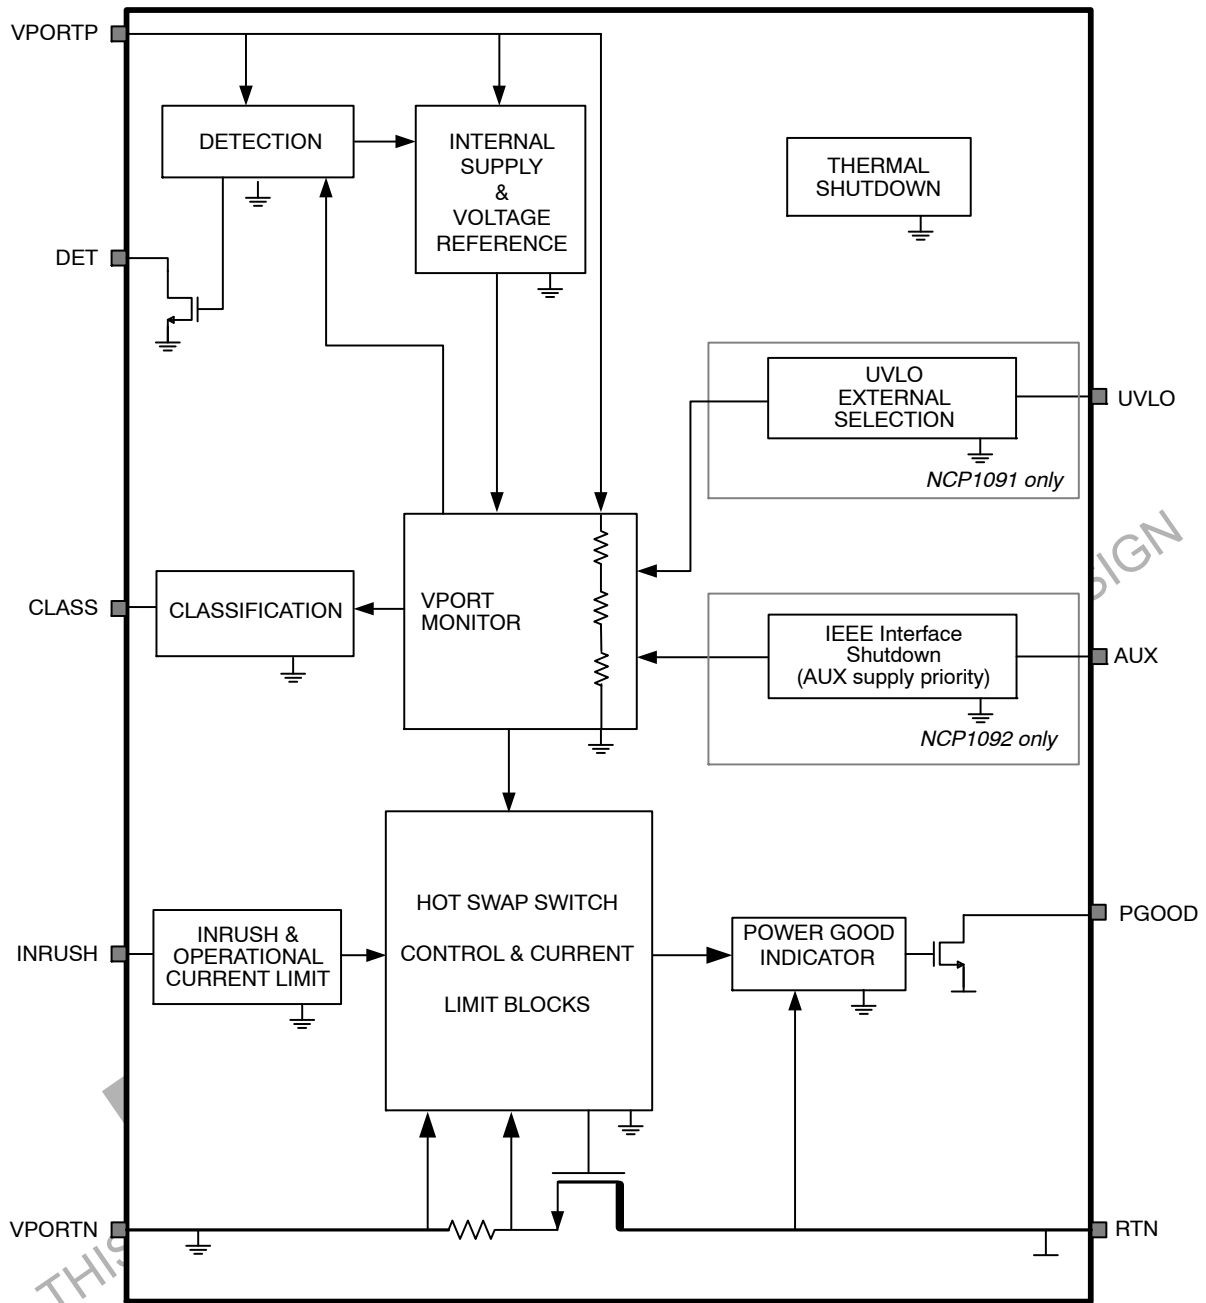 VPORTP
DETECTION
INTERNAL
SUPPLY
&
VOLTAGE
REFERENCE
THERMAL
SHUTDOWN
DET
UVLO
EXTERNAL
SELECTION
UVLO
NCP1091 only
SIGN
CLASS
CLASSIFICATION
VPORT
MONITOR
IEEE Interface
Shutdown
(AUX supply priority)
AUX
NCP1092 only
HOT SWAP SWITCH
CONTROL & CURRENT
LIMIT BLOCKS
INRUSH
INRUSH &
OPERATIONAL
CURRENT LIMIT
POWER GOOD
INDICATOR
PGOOD
VPORTN
RTN
THIS